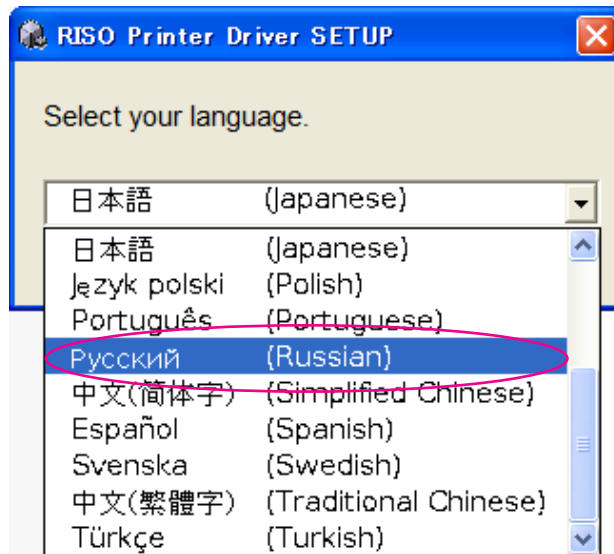 RISO Printer Driver SETUP
Select your language.
日本語 (Japanese)
日本語 (Japanese)
Język polski (Polish)
Português (Portuguese)
Русский (Russian)
中文(简体字) (Simplified Chinese)
Español (Spanish)
Svenska (Swedish)
中文(繁體字) (Traditional Chinese)
Türkçe (Turkish)